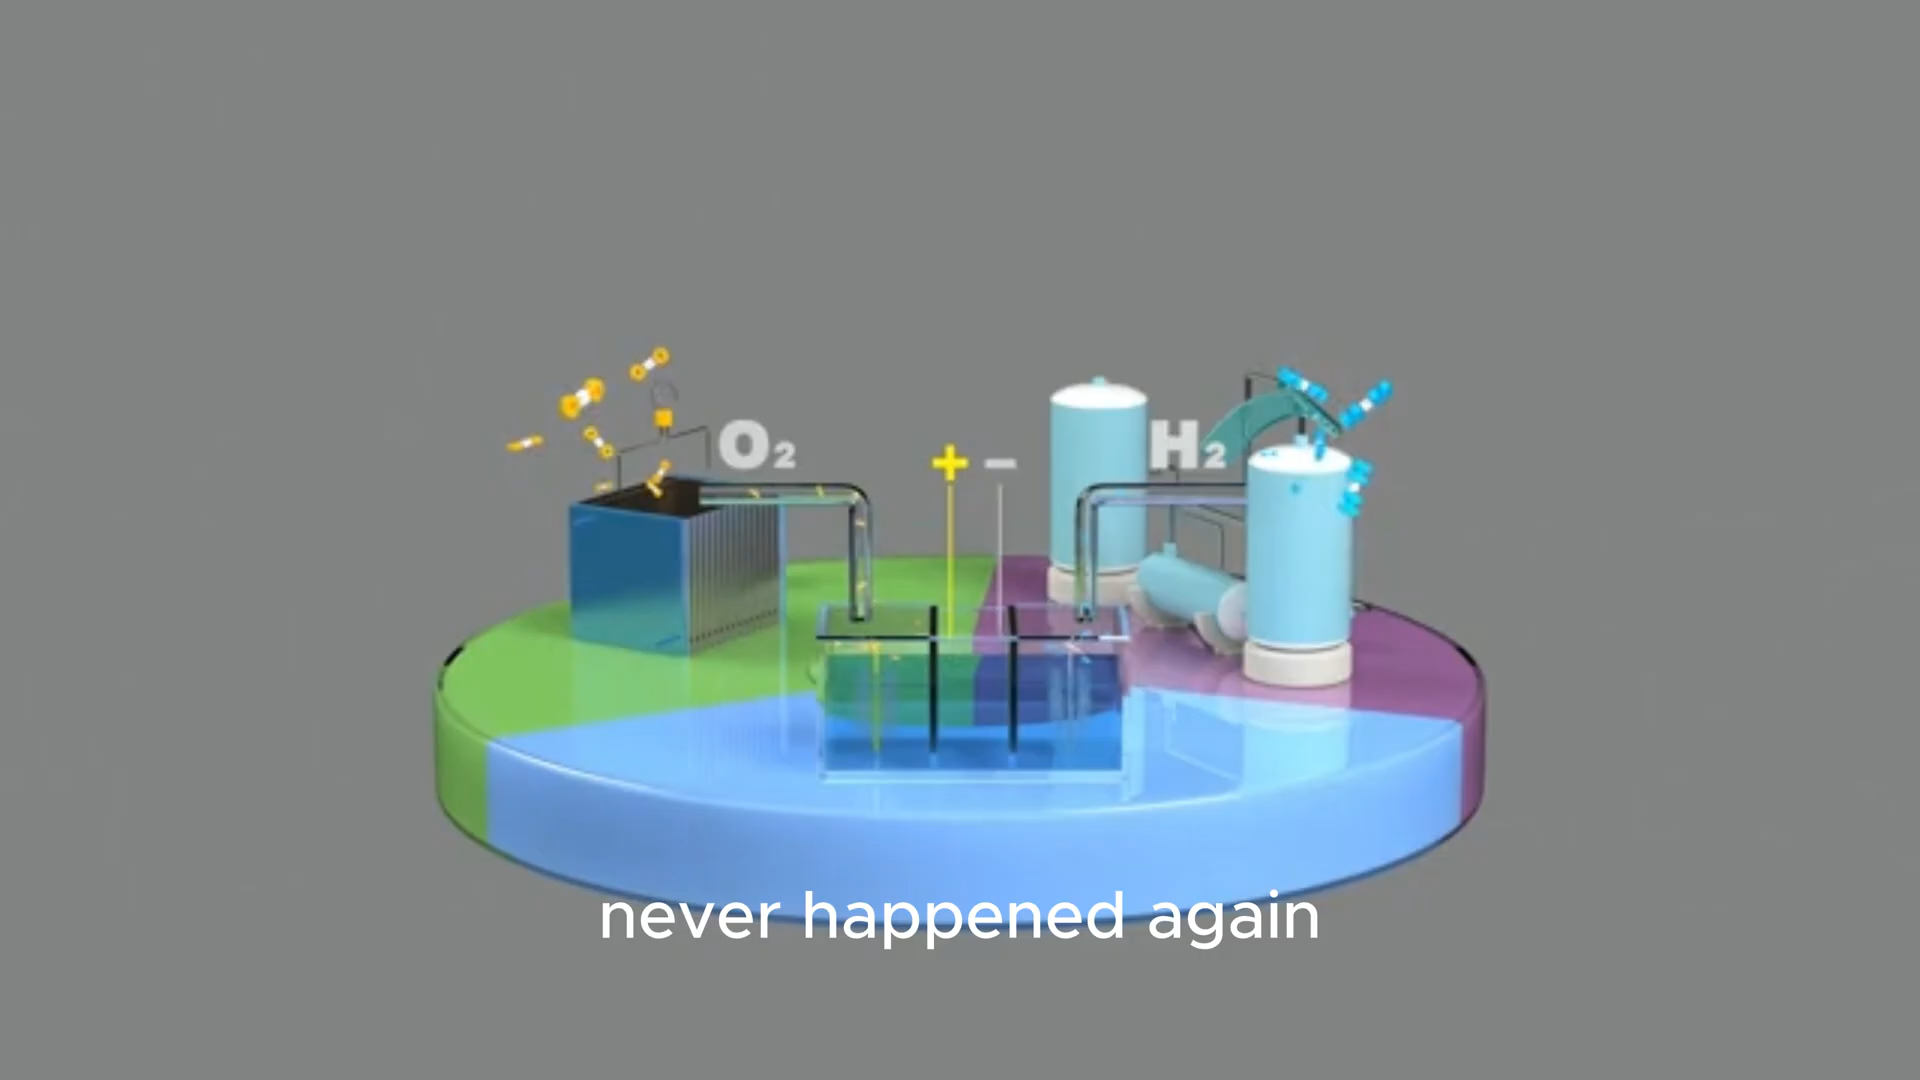 O₂
+ −
H₂
never happened again